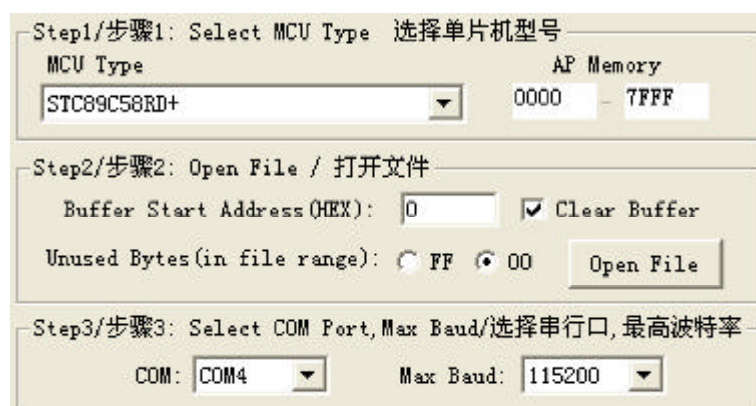 Step1/步骤1: Select MCU Type 选择单片机型号
MCU Type AP Memory
STC89C58RD+ 0000 - 7FFF
Step2/步骤2: Open File / 打开文件
Buffer Start Address(HEX): 0 Clear Buffer
Unused Bytes(in file range): FF 00 Open File
Step3/步骤3: Select COM Port,Max Baud/选择串行口,最高波特率
COM: COM4 Max Baud: 115200